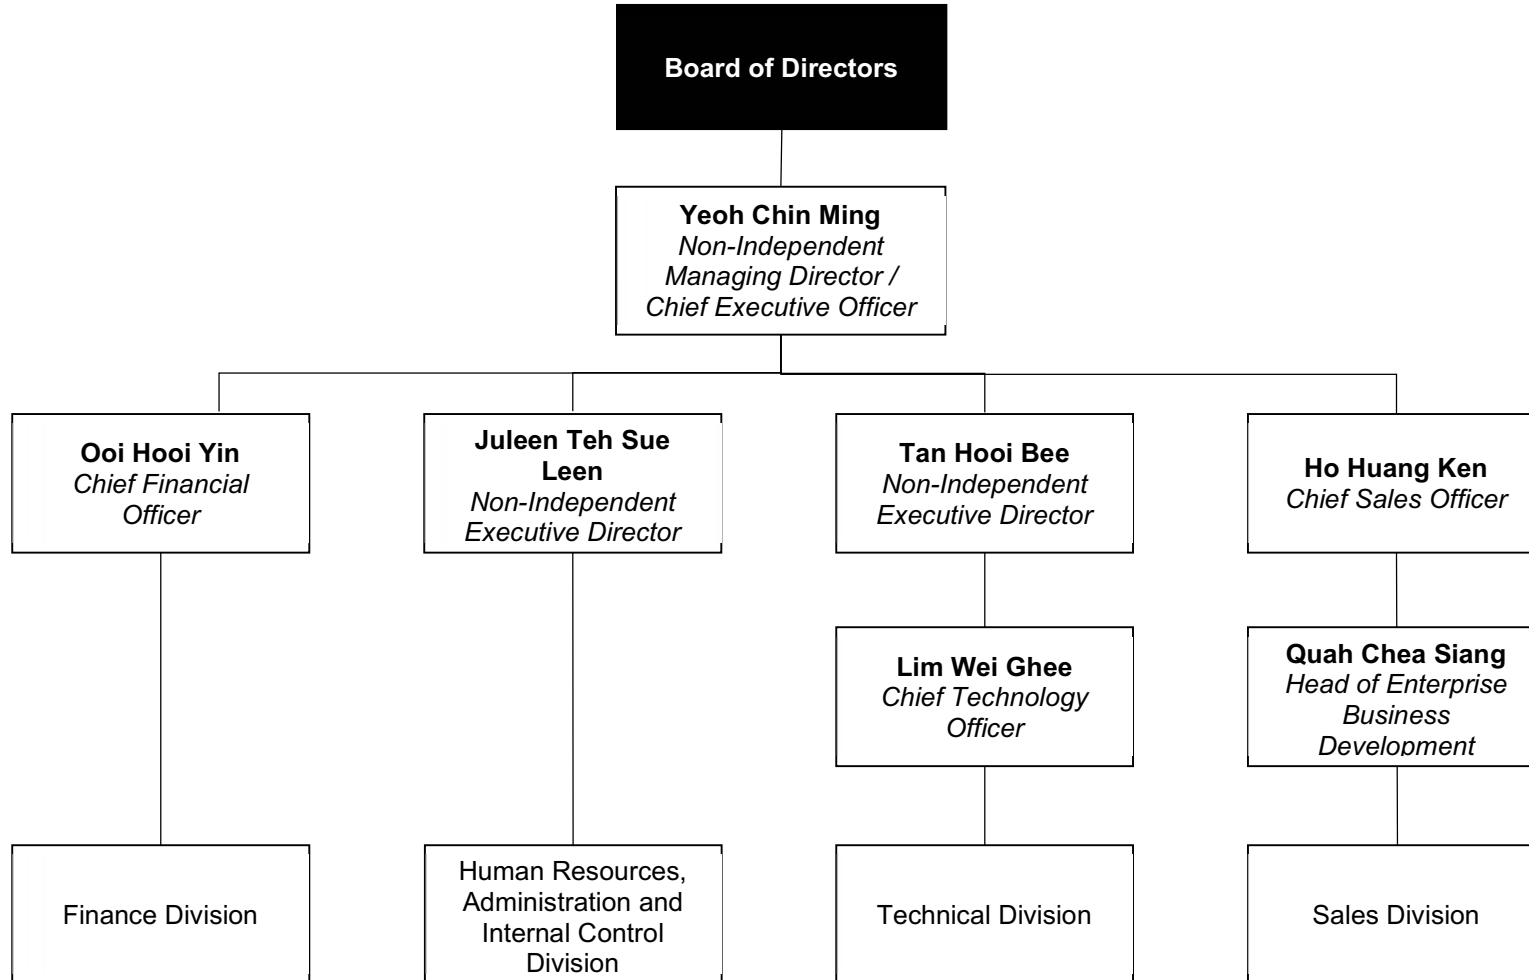 Board of Directors
Yeoh Chin Ming
Non-Independent
Managing Director /
Chief Executive Officer
Ooi Hooi Yin
Chief Financial
Officer
Juleen Teh Sue
Leen
Non-Independent
Executive Director
Tan Hooi Bee
Non-Independent
Executive Director
Ho Huang Ken
Chief Sales Officer
Lim Wei Ghee
Chief Technology
Officer
Quah Chea Siang
Head of Enterprise
Business
Development
Finance Division
Human Resources,
Administration and
Internal Control
Division
Technical Division
Sales Division